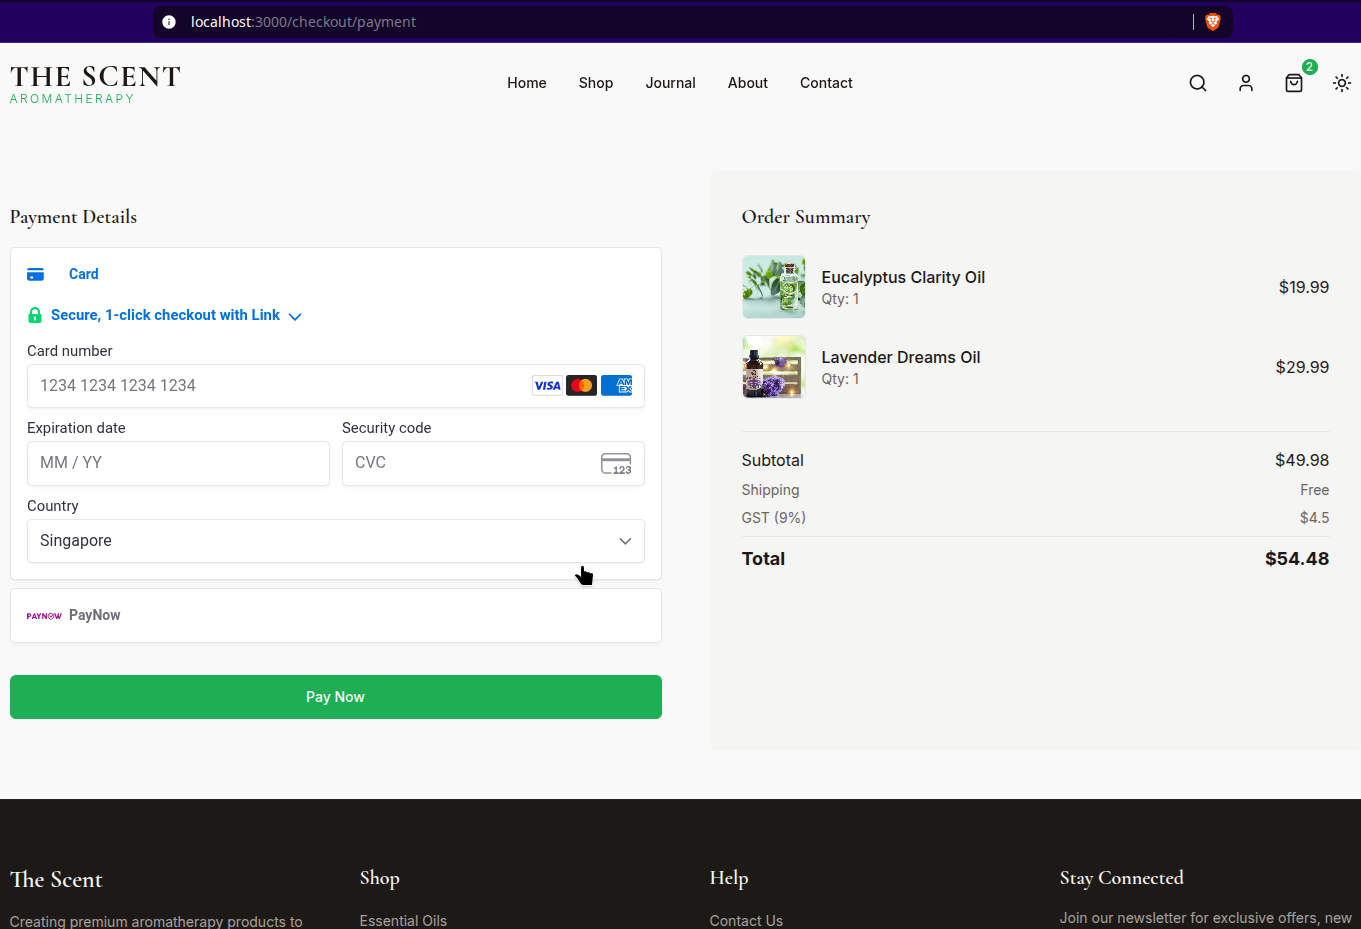 localhost:3000/checkout/payment
THE SCENT
AROMATHERAPY
Home Shop Journal About Contact
2
Payment Details
Card
Secure, 1-click checkout with Link
Card number
1234 1234 1234 1234
VISA
AM
EX
Expiration date Security code
MM / YY CVC
123
Country
Singapore
PAYNOW PayNow
Pay Now
Order Summary
Eucalyptus Clarity Oil
Qty: 1
$19.99
Lavender Dreams Oil
Qty: 1
$29.99
Subtotal $49.98
Shipping Free
GST (9%) $4.5
Total $54.48
The Scent
Creating premium aromatherapy products to
Shop
Essential Oils
Help
Contact Us
Stay Connected
Join our newsletter for exclusive offers, new